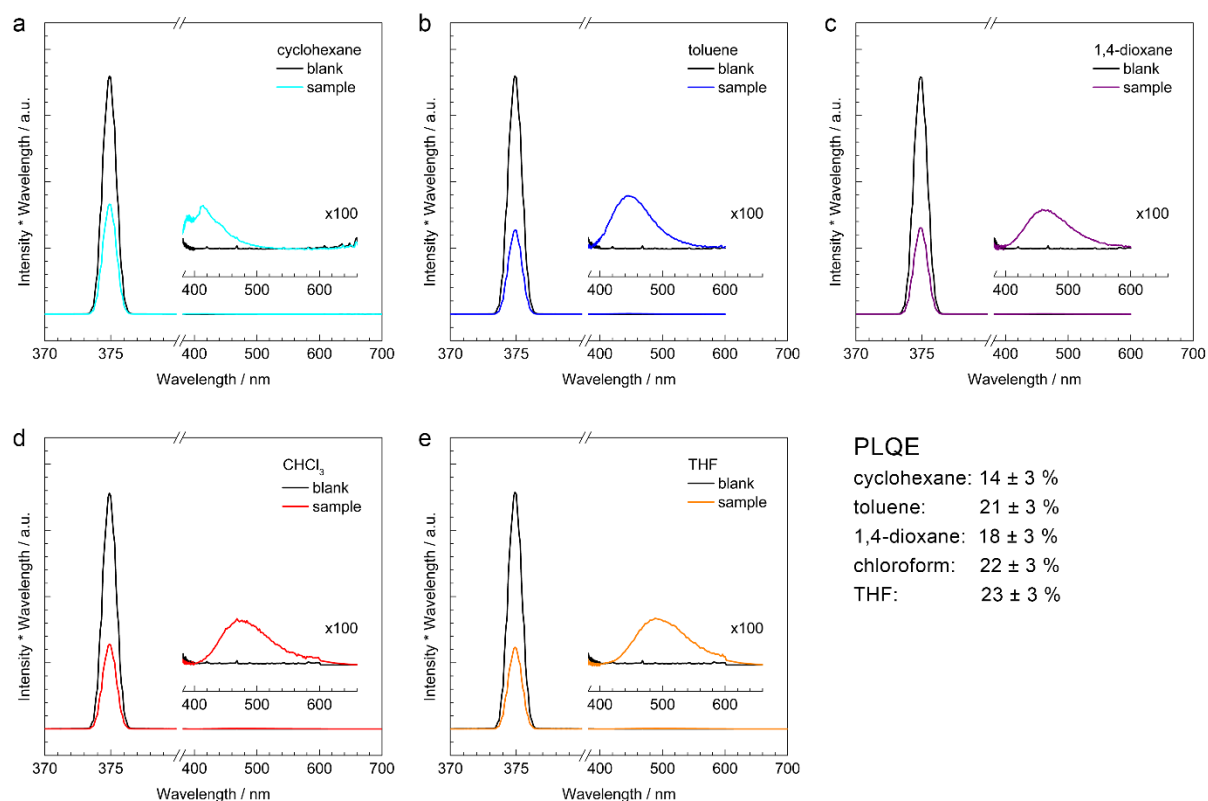 a
cyclohexane
blank
sample
x100
400 500 600
Intensity * Wavelength / a.u.
370 375 400 500 600 700
Wavelength / nm
b
toluene
blank
sample
x100
400 500 600
Intensity * Wavelength / a.u.
370 375 400 500 600 700
Wavelength / nm
c
1,4-dioxane
blank
sample
x100
400 500 600
Intensity * Wavelength / a.u.
370 375 400 500 600 700
Wavelength / nm
d
CHCl₃
blank
sample
x100
400 500 600
Intensity * Wavelength / a.u.
370 375 400 500 600 700
Wavelength / nm
e
THF
blank
sample
x100
400 500 600
Intensity * Wavelength / a.u.
370 375 400 500 600 700
Wavelength / nm
PLQE
cyclohexane: 14 ± 3 %
toluene: 21 ± 3 %
1,4-dioxane: 18 ± 3 %
chloroform: 22 ± 3 %
THF: 23 ± 3 %